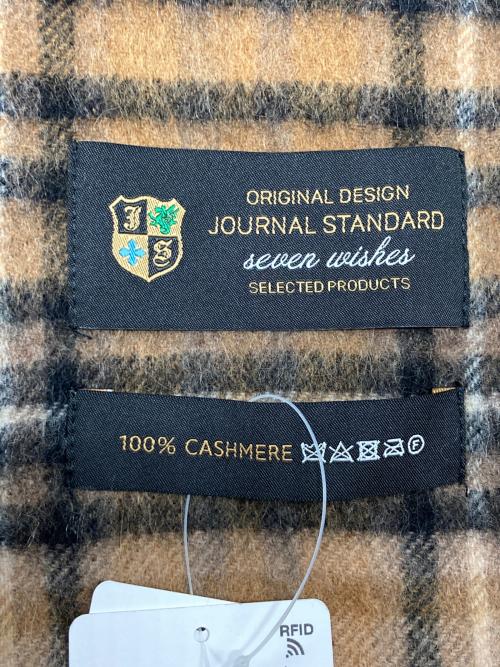 ORIGINAL DESIGN
JOURNAL STANDARD
seven wishes
SELECTED PRODUCTS
J
S
100% CASHMERE
F
RFID